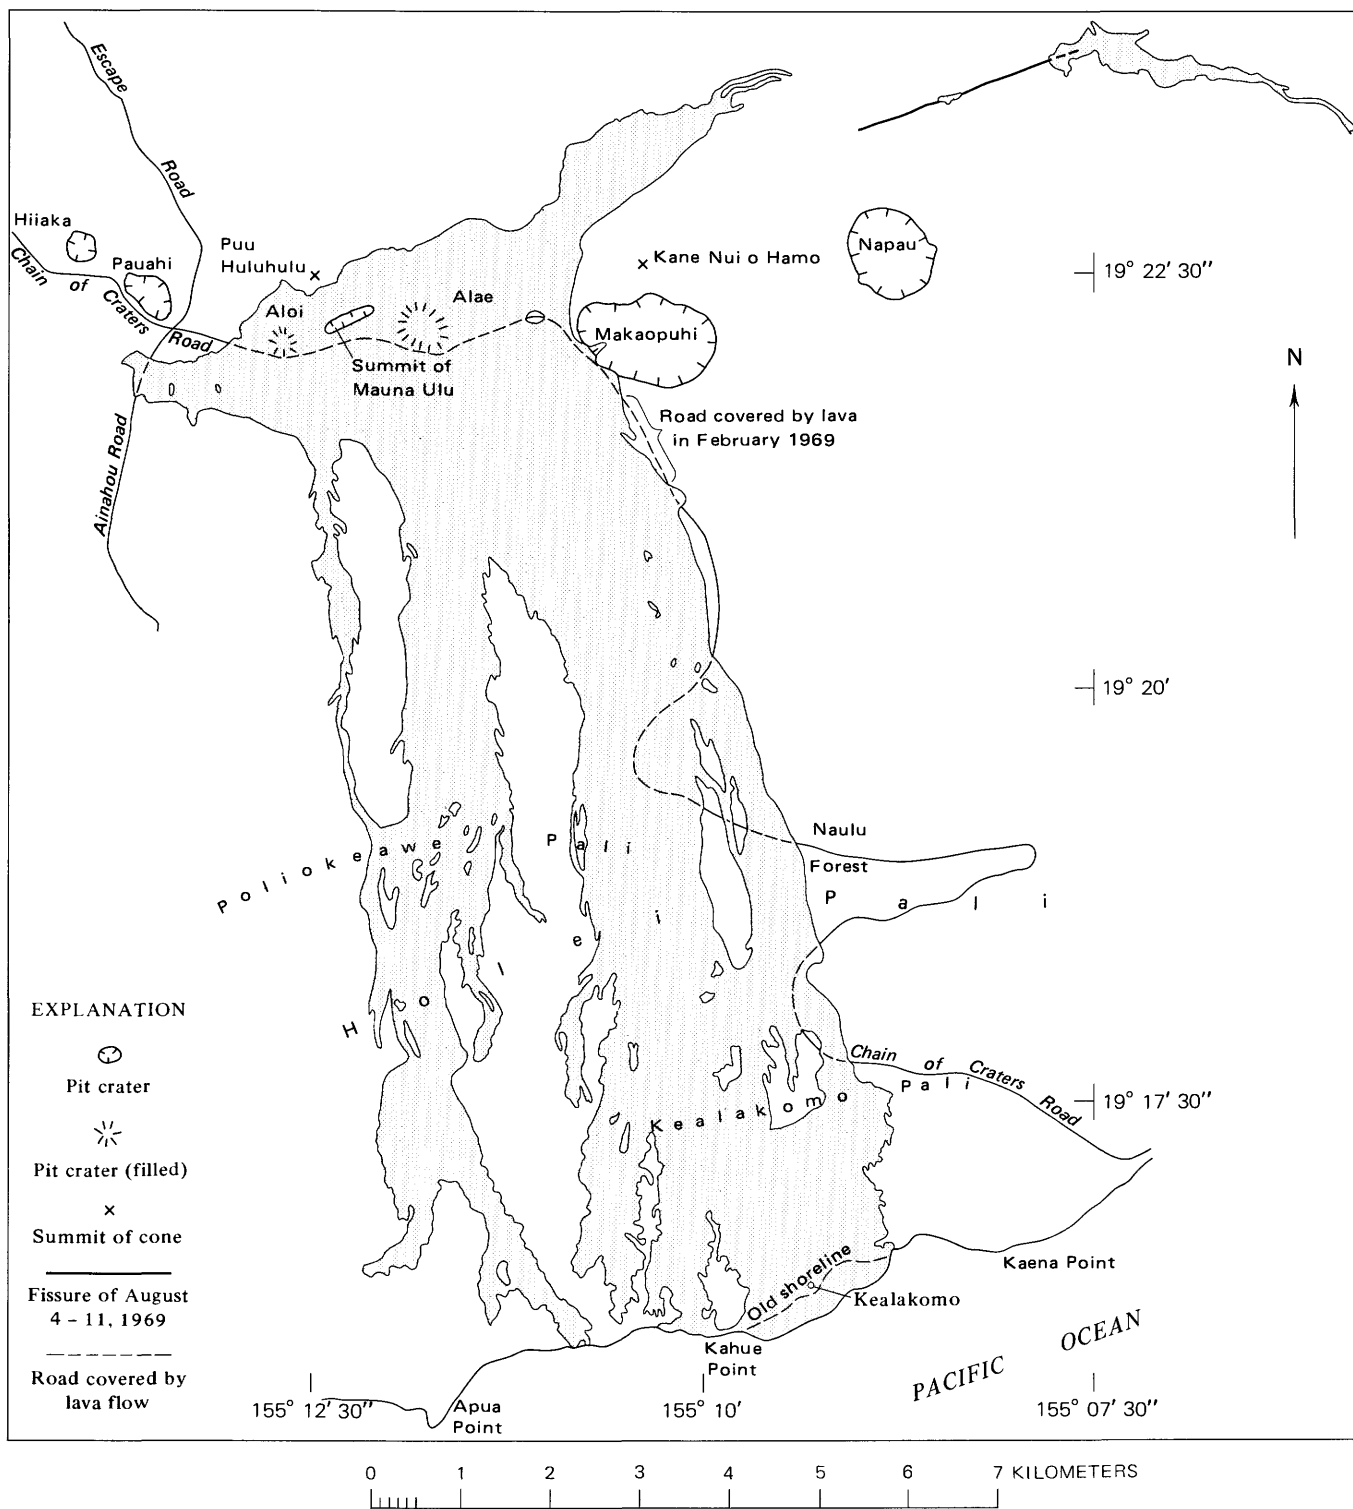 Escape
Road
Hiiaka
Chain
of
Craters
Road
Pauahi
Puu
Huluhulu
Aloi
Alae
Summit of
Mauna Ulu
Kane Nui o Hamo
Napau
Makaopuhi
19° 22′ 30″
N
Road covered by lava
in February 1969
Ainahou Road
19° 20′
Naulu
Forest
Poliokeawe
Pali
Pali
Holei
EXPLANATION
Pit crater
Pit crater (filled)
Summit of cone
Fissure of August
4 – 11, 1969
Road covered by
lava flow
Chain of Craters
Road
Kealakomo
Pali
19° 17′ 30″
Old shoreline
Kealakomo
Kaena Point
Kahue
Point
PACIFIC OCEAN
Apua
Point
155° 12′ 30″
155° 10′
155° 07′ 30″
0 1 2 3 4 5 6 7 KILOMETERS